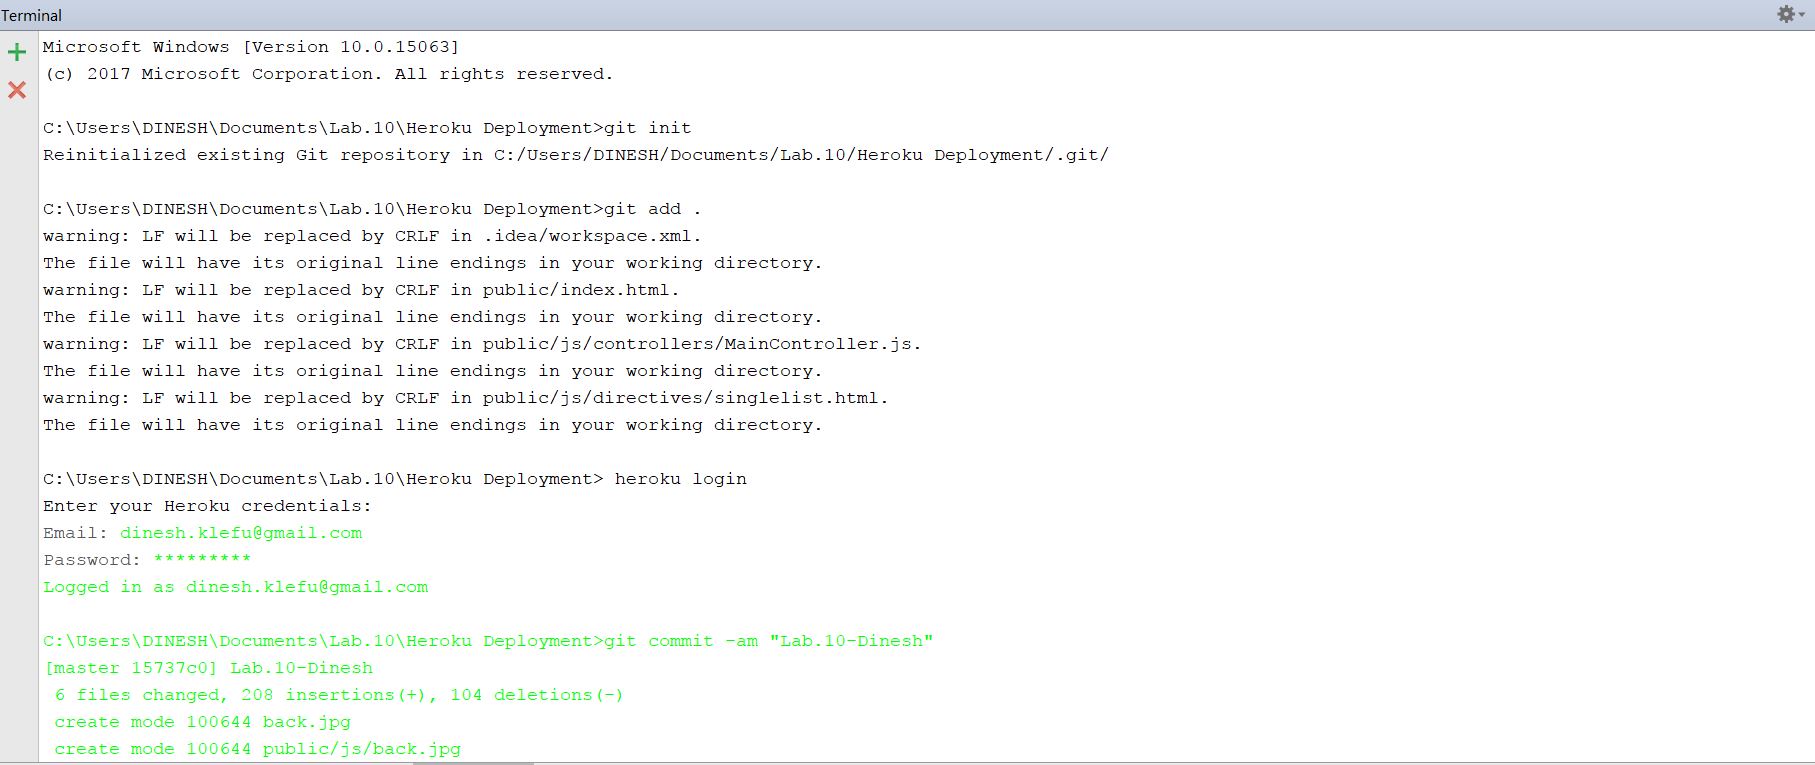 Terminal
Microsoft Windows [Version 10.0.15063]
(c) 2017 Microsoft Corporation. All rights reserved.
C:\Users\DINESH\Documents\Lab.10\Heroku Deployment>git init
Reinitialized existing Git repository in C:/Users/DINESH/Documents/Lab.10/Heroku Deployment/.git/
C:\Users\DINESH\Documents\Lab.10\Heroku Deployment>git add .
warning: LF will be replaced by CRLF in .idea/workspace.xml.
The file will have its original line endings in your working directory.
warning: LF will be replaced by CRLF in public/index.html.
The file will have its original line endings in your working directory.
warning: LF will be replaced by CRLF in public/js/controllers/MainController.js.
The file will have its original line endings in your working directory.
warning: LF will be replaced by CRLF in public/js/directives/singlelist.html.
The file will have its original line endings in your working directory.
C:\Users\DINESH\Documents\Lab.10\Heroku Deployment> heroku login
Enter your Heroku credentials:
Email: dinesh.klefu@gmail.com
Password: *********
Logged in as dinesh.klefu@gmail.com
C:\Users\DINESH\Documents\Lab.10\Heroku Deployment>git commit -am "Lab.10-Dinesh"
[master 15737c0] Lab.10-Dinesh
 6 files changed, 208 insertions(+), 104 deletions(-)
 create mode 100644 back.jpg
 create mode 100644 public/js/back.jpg